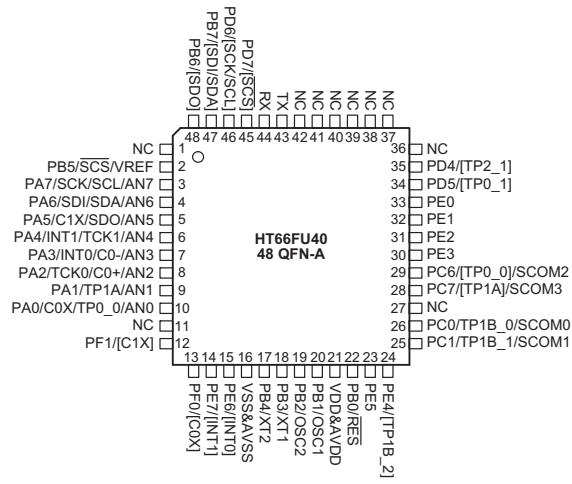 PB6/[SDO]
PB7/[SDI/SDA]
PD6/[SCK/SCL]
PD7/[SCS]
RX
TX
NC
NC
NC
NC
NC
NC
48 47 46 45 44 43 42 41 40 39 38 37
NC 1
PB5/SCS/VREF 2
PA7/SCK/SCL/AN7 3
PA6/SDI/SDA/AN6 4
PA5/C1X/SDO/AN5 5
PA4/INT1/TCK1/AN4 6
PA3/INT0/C0-/AN3 7
PA2/TCK0/C0+/AN2 8
PA1/TP1A/AN1 9
PA0/C0X/TP0_0/AN0 10
NC 11
PF1/[C1X] 12
HT66FU40
48 QFN-A
36 NC
35 PD4/[TP2_1]
34 PD5/[TP0_1]
33 PE0
32 PE1
31 PE2
30 PE3
29 PC6/[TP0_0]/SCOM2
28 PC7/[TP1A]/SCOM3
27 NC
26 PC0/TP1B_0/SCOM0
25 PC1/TP1B_1/SCOM1
13 14 15 16 17 18 19 20 21 22 23 24
PF0/[C0X]
PE7/[INT1]
PE6/[INT0]
VSS&AVSS
PB4/XT2
PB3/XT1
PB2/OSC2
PB1/OSC1
VDD&AVDD
PB0/RES
PE5
PE4/[TP1B_2]